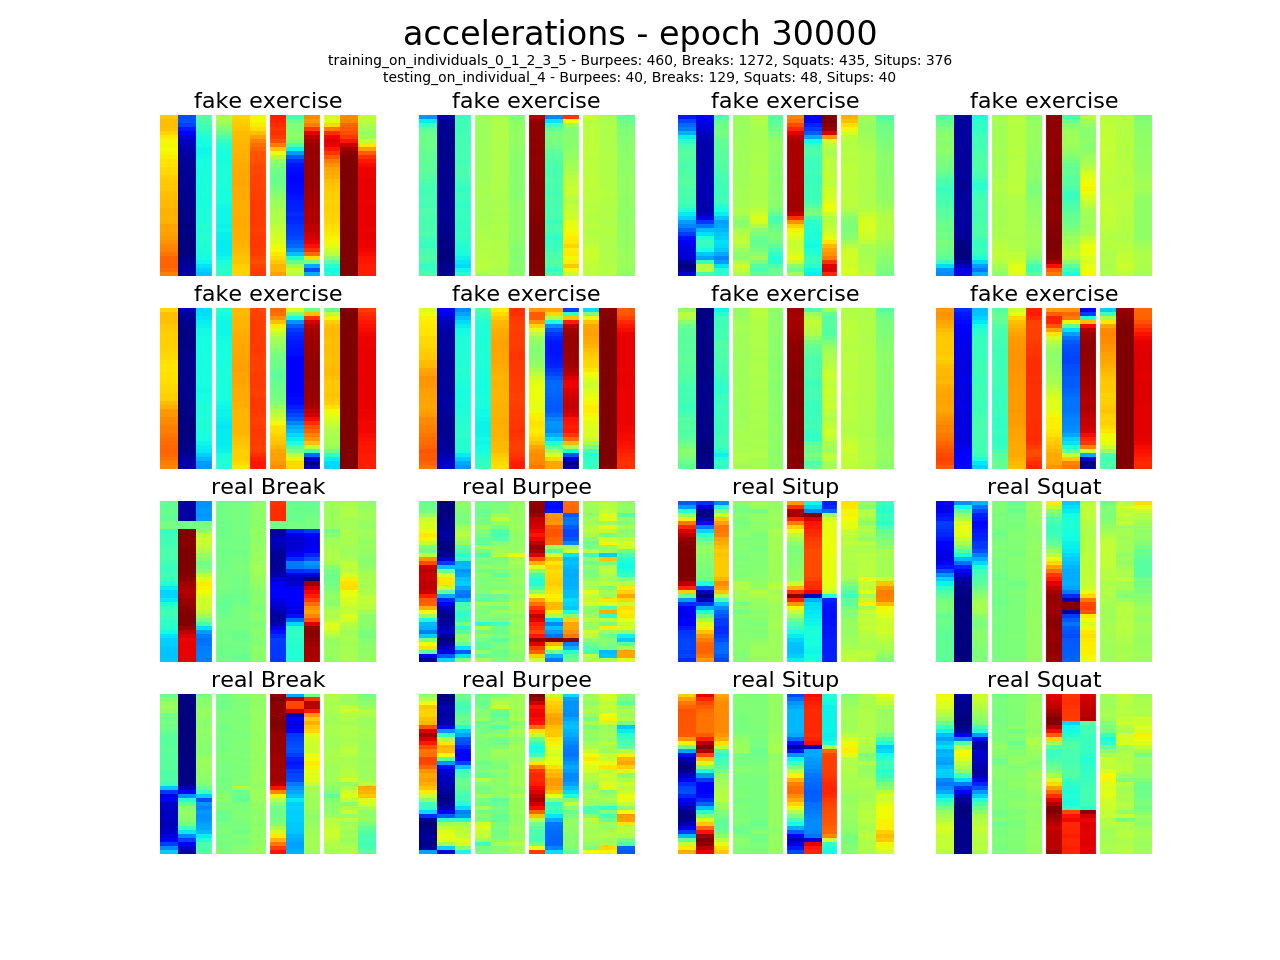 accelerations - epoch 30000
training_on_individuals_0_1_2_3_5 - Burpees: 460, Breaks: 1272, Squats: 435, Situps: 376
testing_on_individual_4 - Burpees: 40, Breaks: 129, Squats: 48, Situps: 40
fake exercise fake exercise fake exercise fake exercise
fake exercise fake exercise fake exercise fake exercise
real Break real Burpee real Situp real Squat
real Break real Burpee real Situp real Squat